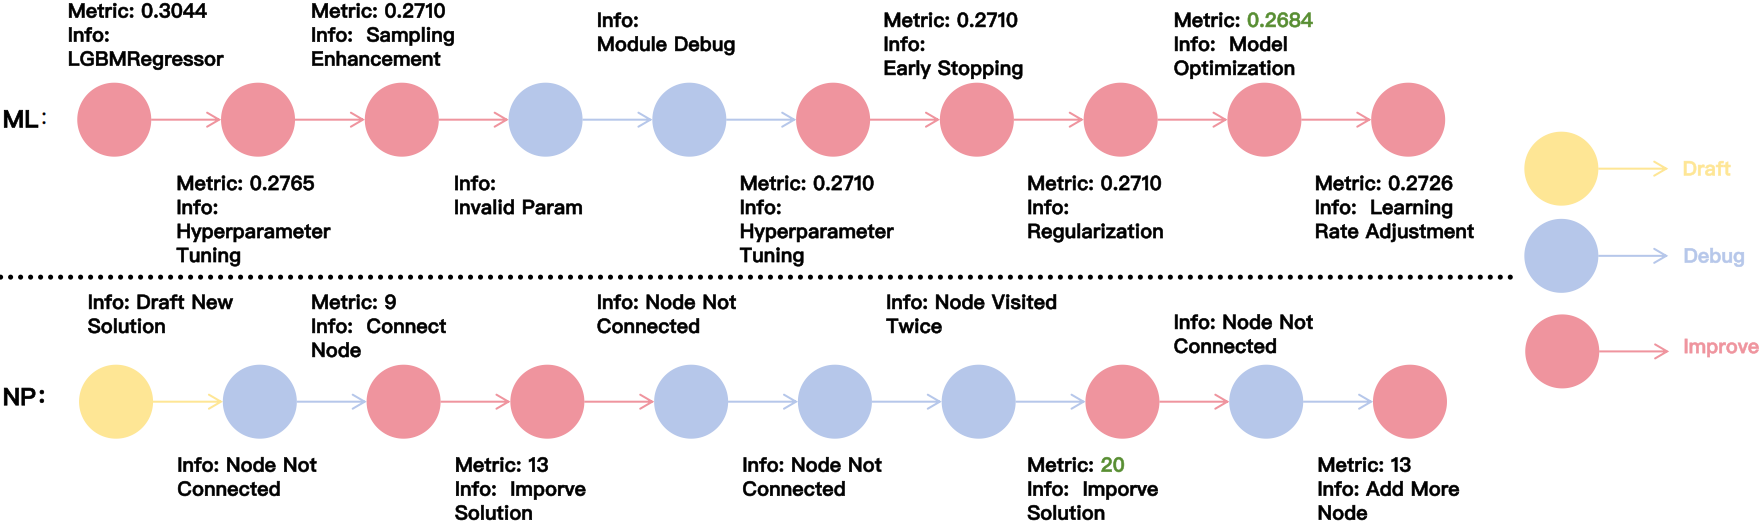 Metric: 0.3044
Info:
LGBMRegressor
Metric: 0.2710
Info: Sampling
Enhancement
Info:
Module Debug
Metric: 0.2710
Info:
Early Stopping
Metric: 0.2684
Info: Model
Optimization
ML:
Metric: 0.2765
Info:
Hyperparameter
Tuning
Info:
Invalid Param
Metric: 0.2710
Info:
Hyperparameter
Tuning
Metric: 0.2710
Info:
Regularization
Metric: 0.2726
Info: Learning
Rate Adjustment
Info: Draft New
Solution
Metric: 9
Info: Connect
Node
Info: Node Not
Connected
Info: Node Visited
Twice
Info: Node Not
Connected
NP:
Info: Node Not
Connected
Metric: 13
Info: Imporve
Solution
Info: Node Not
Connected
Metric: 20
Info: Imporve
Solution
Metric: 13
Info: Add More
Node
Draft
Debug
Improve